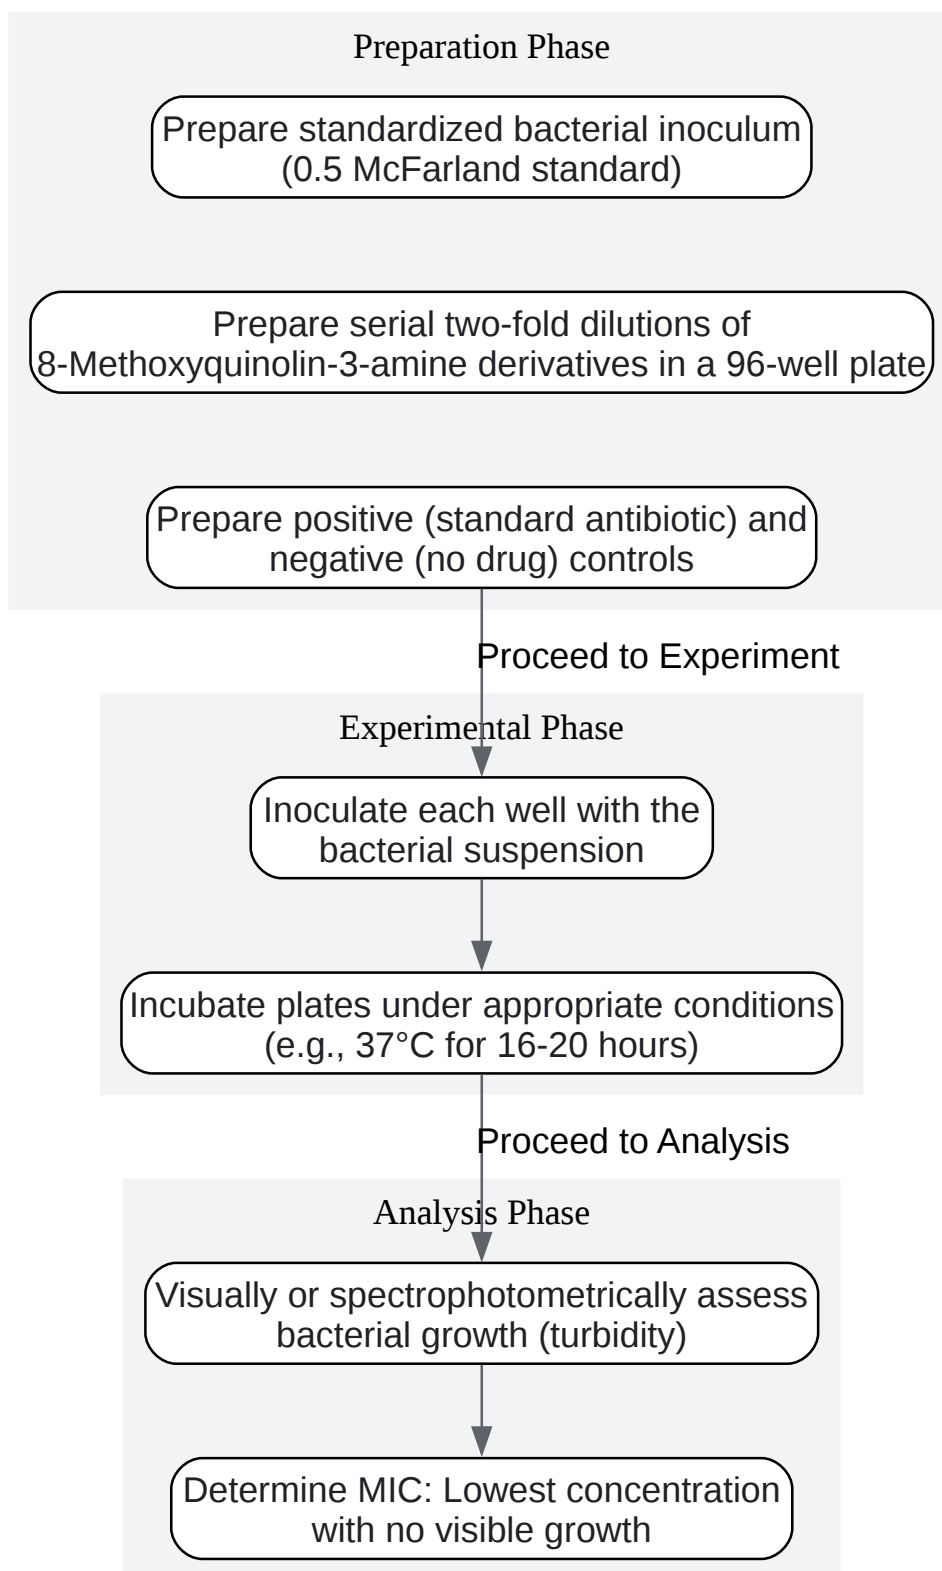 Preparation Phase
Prepare standardized bacterial inoculum
(0.5 McFarland standard)
Prepare serial two-fold dilutions of
8-Methoxyquinolin-3-amine derivatives in a 96-well plate
Prepare positive (standard antibiotic) and
negative (no drug) controls
Proceed to Experiment
Experimental Phase
Inoculate each well with the
bacterial suspension
Incubate plates under appropriate conditions
(e.g., 37°C for 16-20 hours)
Proceed to Analysis
Analysis Phase
Visually or spectrophotometrically assess
bacterial growth (turbidity)
Determine MIC: Lowest concentration
with no visible growth